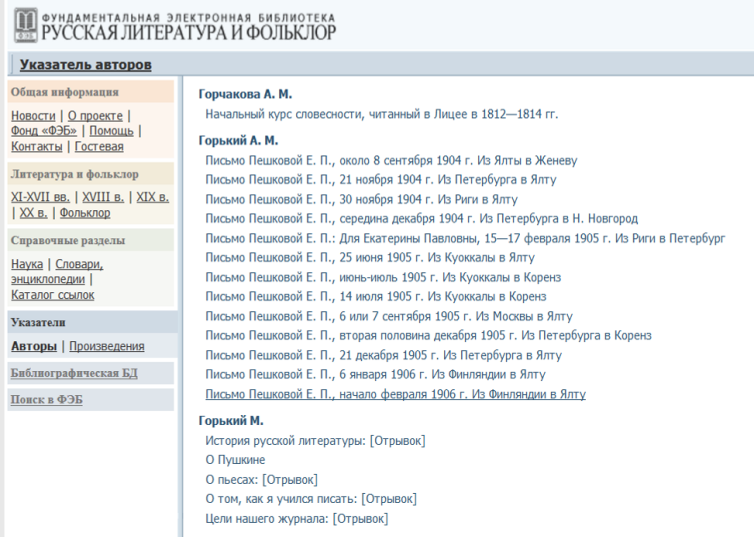 ФУНДАМЕНТАЛЬНАЯ ЭЛЕКТРОННАЯ БИБЛИОТЕКА
ФЭБ
РУССКАЯ ЛИТЕРАТУРА И ФОЛЬКЛОР
Указатель авторов
Общая информация
Новости | О проекте |
Фонд «ФЭБ» | Помощь |
Контакты | Гостевая
Литература и фольклор
XI-XVII вв. | XVIII в. | XIX в.
| XX в. | Фольклор
Справочные разделы
Наука | Словари,
энциклопедии |
Каталог ссылок
Указатели
Авторы | Произведения
Библиографическая БД
Поиск в ФЭБ
Горчакова А. М.
Начальный курс словесности, читанный в Лицее в 1812—1814 гг.
Горький А. М.
Письмо Пешковой Е. П., около 8 сентября 1904 г. Из Ялты в Женеву
Письмо Пешковой Е. П., 21 ноября 1904 г. Из Петербурга в Ялту
Письмо Пешковой Е. П., 30 ноября 1904 г. Из Риги в Ялту
Письмо Пешковой Е. П., середина декабря 1904 г. Из Петербурга в Н. Новгород
Письмо Пешковой Е. П.: Для Екатерины Павловны, 15—17 февраля 1905 г. Из Риги в Петербург
Письмо Пешковой Е. П., 25 июня 1905 г. Из Куоккалы в Ялту
Письмо Пешковой Е. П., июнь-июль 1905 г. Из Куоккалы в Коренз
Письмо Пешковой Е. П., 14 июля 1905 г. Из Куоккалы в Коренз
Письмо Пешковой Е. П., 6 или 7 сентября 1905 г. Из Москвы в Ялту
Письмо Пешковой Е. П., вторая половина декабря 1905 г. Из Петербурга в Коренз
Письмо Пешковой Е. П., 21 декабря 1905 г. Из Петербурга в Ялту
Письмо Пешковой Е. П., 6 января 1906 г. Из Финляндии в Ялту
Письмо Пешковой Е. П., начало февраля 1906 г. Из Финляндии в Ялту
Горький М.
История русской литературы: [Отрывок]
О Пушкине
О пьесах: [Отрывок]
О том, как я учился писать: [Отрывок]
Цели нашего журнала: [Отрывок]